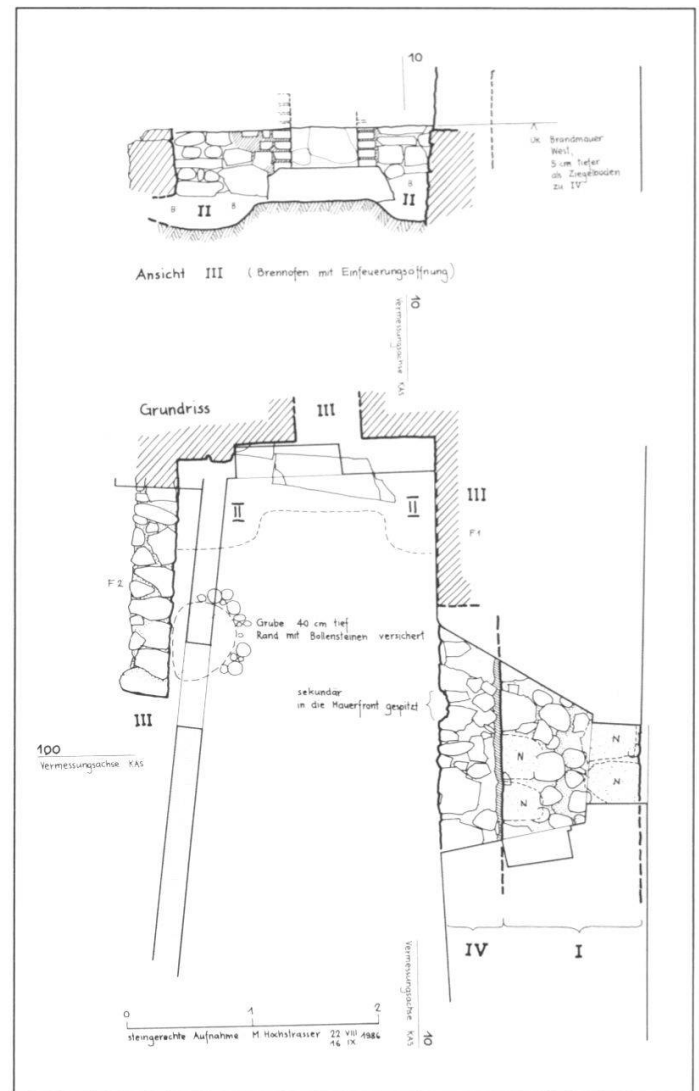 10
UK Brandmauer
West,
5 cm tiefer
als Ziegelboden
zu IV
B
II
B
II
Ansicht III (Brennofen mit Einfeuerungsöffnung)
10
Vermessungsachse KAS
Grundriss
III
III
II
II
F1
F2
Grube 40 cm tief
Rand mit Bollensteinen versichert
sekundär
in die Mauerfront gespitzt
III
100
Vermessungsachse KAS
N
N
N
N
IV
I
Vermessungsachse KAS
10
0 1 2
steingerechte Aufnahme M. Hochstrasser 22 VIII 1986
16 IX